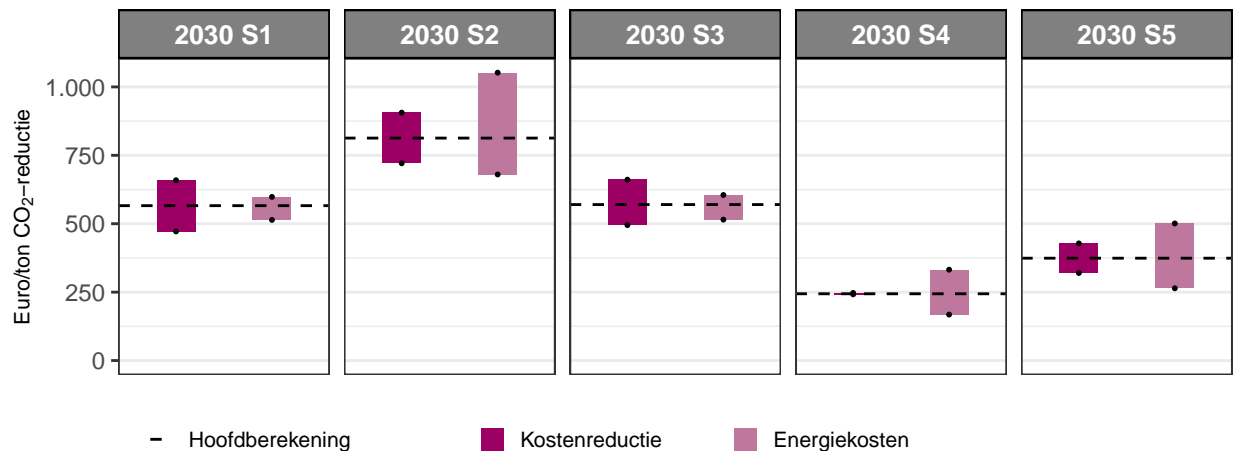 2030 S1 2030 S2 2030 S3 2030 S4 2030 S5
Euro/ton CO₂−reductie
1.000
750
500
250
0
Hoofdberekening Kostenreductie Energiekosten